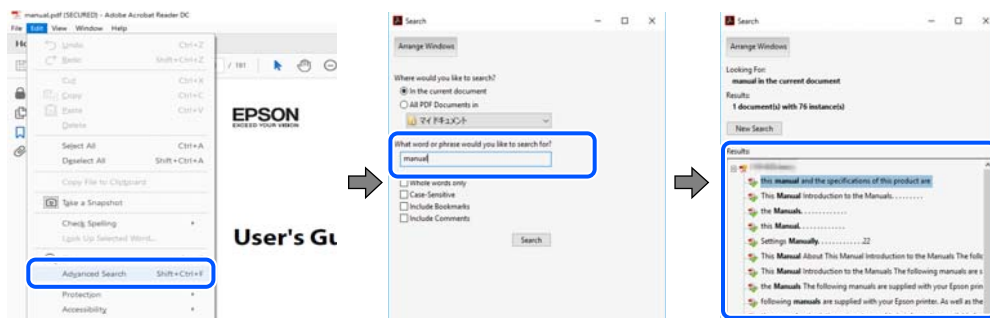 manual.pdf (SECURED) - Adobe Acrobat Reader DC
File Edit View Window Help
Undo Ctrl+Z
Redo Shift+Ctrl+Z
Cut Ctrl+X
Copy Ctrl+C
Paste Ctrl+V
Delete
Select All Ctrl+A
Deselect All Shift+Ctrl+A
Copy File to Clipboard
Take a Snapshot
Check Spelling
Look Up Selected Word...
Advanced Search Shift+Ctrl+F
Protection
Accessibility
/ 191
EPSON
EXCEED YOUR VISION
User's Gu
Search
Arrange Windows
Where would you like to search?
In the current document
All PDF Documents in
マイ ドキュメント
What word or phrase would you like to search for?
manual
Whole words only
Case-Sensitive
Include Bookmarks
Include Comments
Search
Search
Arrange Windows
Looking For:
manual in the current document
Results:
1 document(s) with 76 instance(s)
New Search
Results:
this manual and the specifications of this product are
This Manual Introduction to the Manuals. . . . . . . . .
the Manuals. . . . . . . . . . . . .
this Manual. . . . . . . . . . . . .
Settings Manually. . . . . . . . . . . . .22
This Manual About This Manual Introduction to the Manuals The follo
This Manual Introduction to the Manuals The following manuals are s
the Manuals The following manuals are supplied with your Epson prin
following manuals are supplied with your Epson printer. As well as the